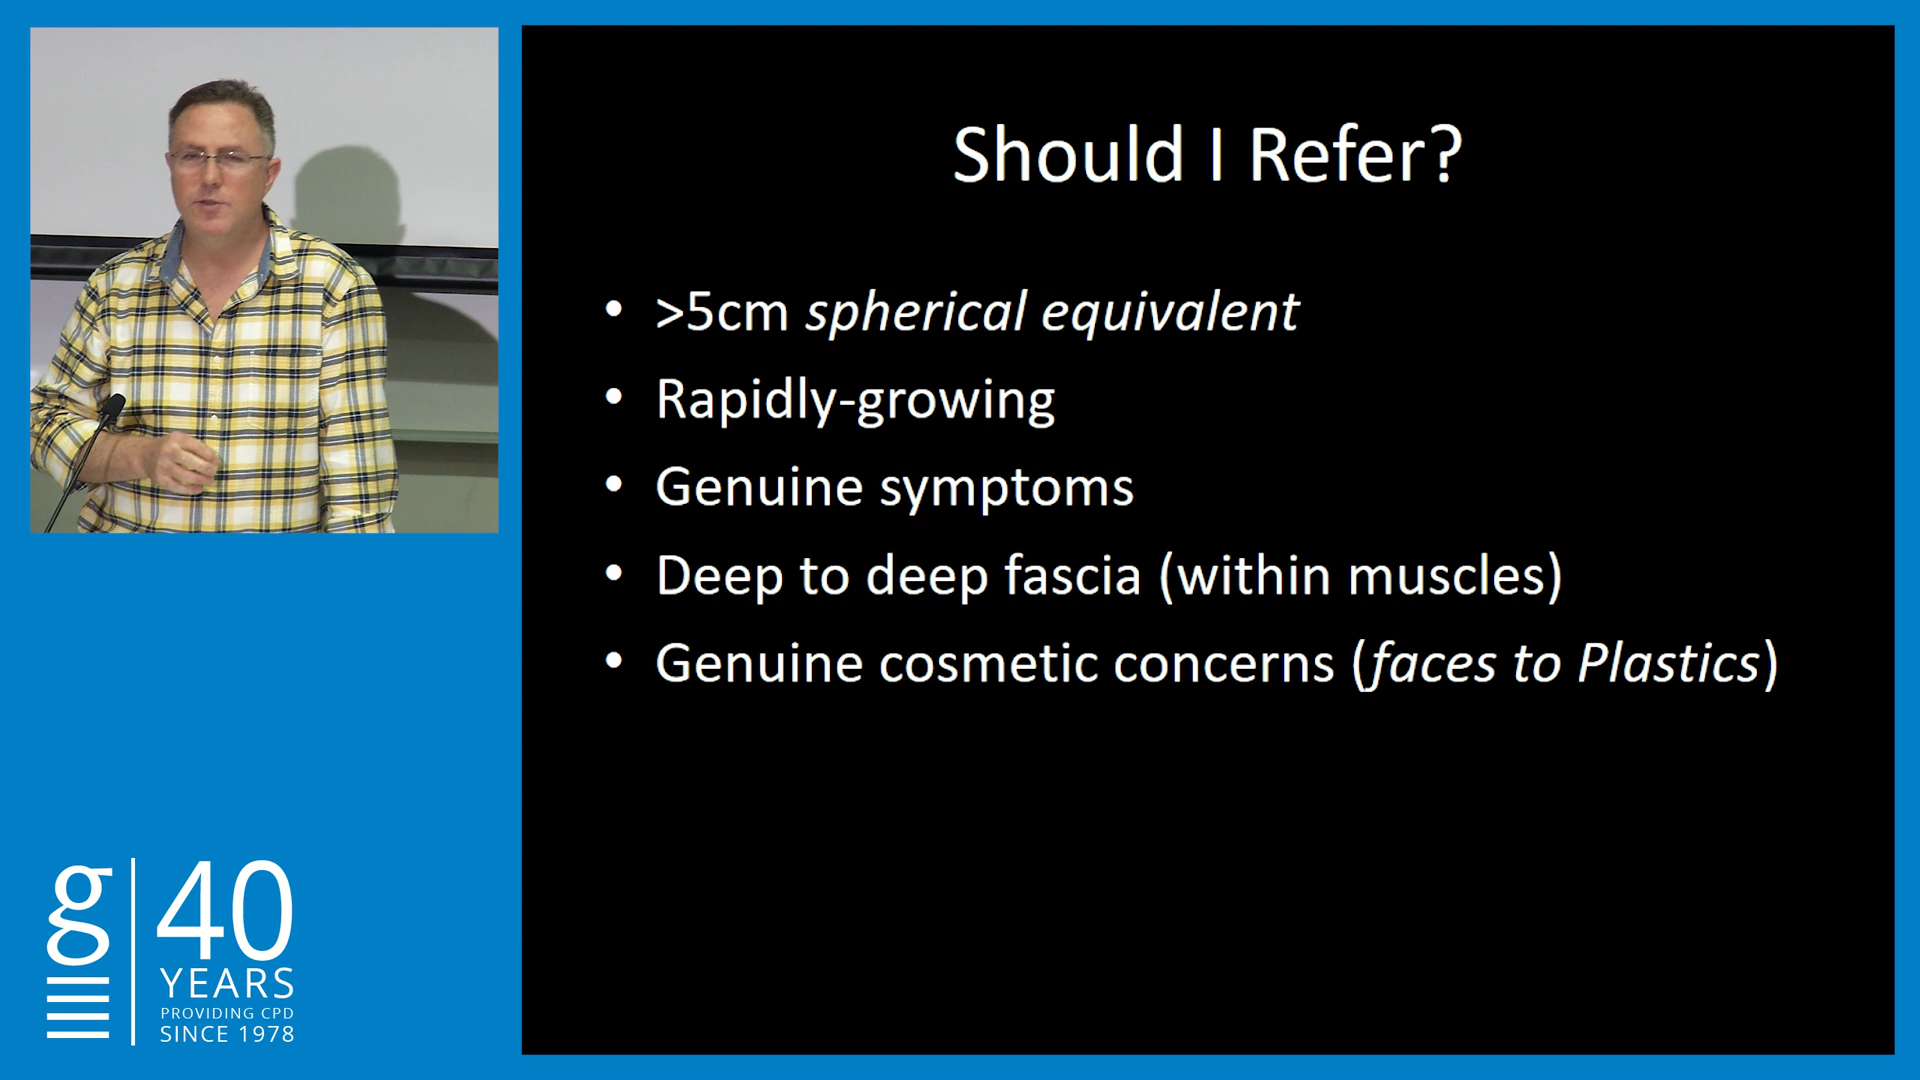 Should I Refer?
• >5cm spherical equivalent
• Rapidly-growing
• Genuine symptoms
• Deep to deep fascia (within muscles)
• Genuine cosmetic concerns (faces to Plastics)
g
40
YEARS
PROVIDING CPD
SINCE 1978